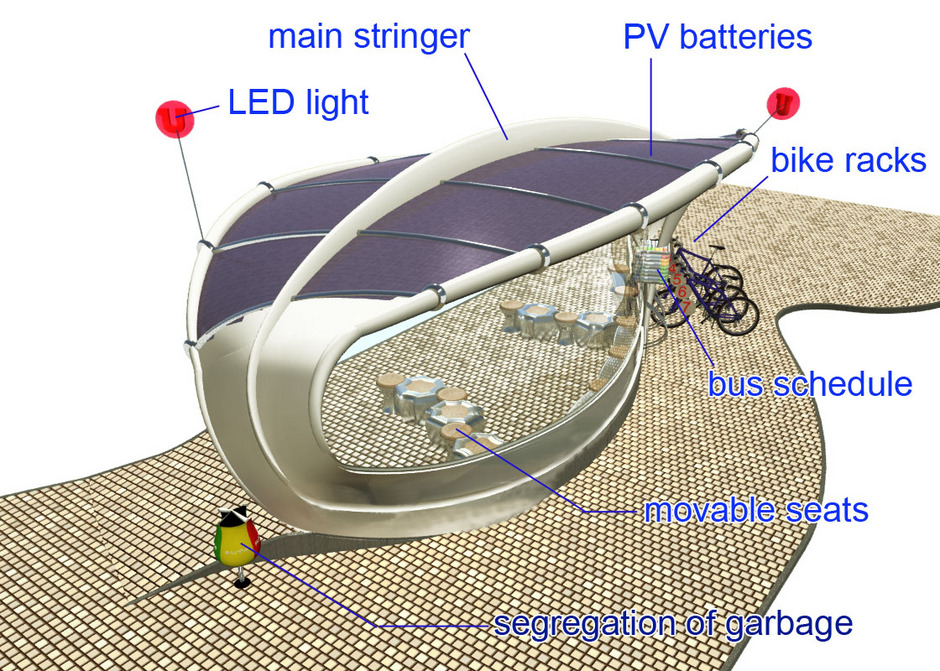 main stringer
PV batteries
LED light
bike racks
bus schedule
movable seats
segregation of garbage